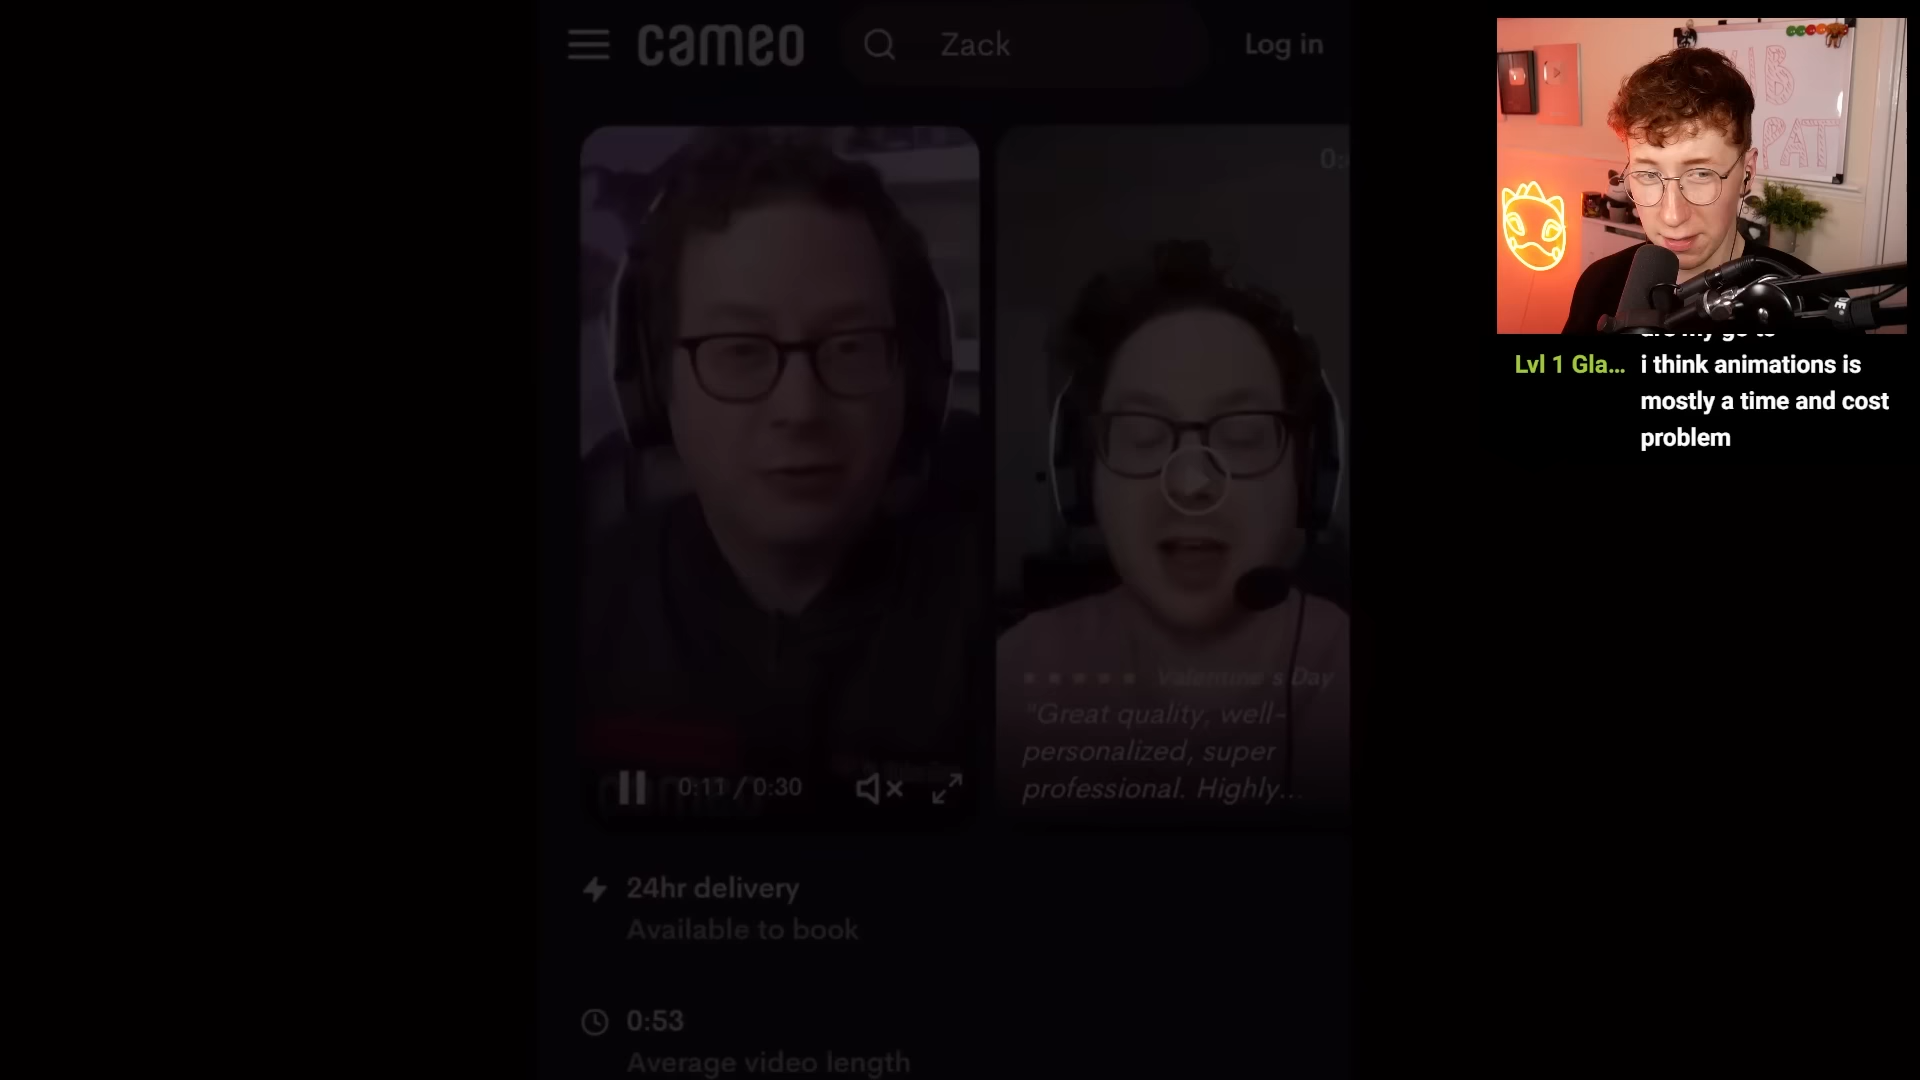 cameo
Zack
Log in
Lvl 1 Gla...
i think animations is
mostly a time and cost
problem
Valentine's Day
"Great quality, well-
personalized, super
professional. Highly...
0:11 / 0:30
24hr delivery
Available to book
0:53
Average video length